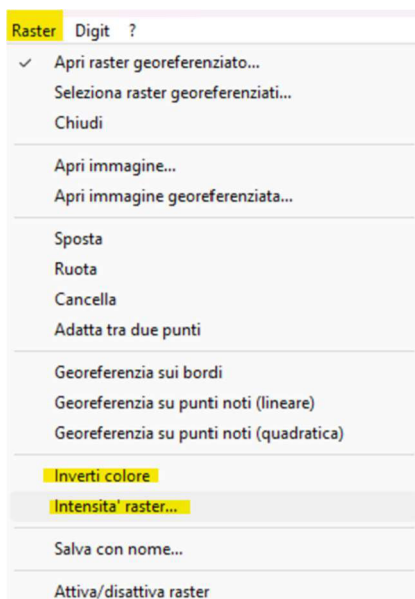 Raster Digit ?
Apri raster georeferenziato...
Seleziona raster georeferenziati...
Chiudi
Apri immagine...
Apri immagine georeferenziata...
Sposta
Ruota
Cancella
Adatta tra due punti
Georeferenzia sui bordi
Georeferenzia su punti noti (lineare)
Georeferenzia su punti noti (quadratica)
Inverti colore
Intensita' raster...
Salva con nome...
Attiva/disattiva raster